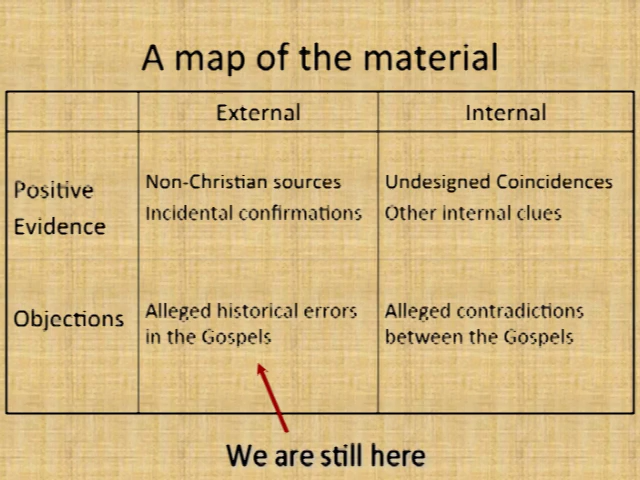 A map of the material
External
Internal
Positive
Evidence
Non-Christian sources
Incidental confirmations
Undesigned Coincidences
Other internal clues
Objections
Alleged historical errors
in the Gospels
Alleged contradictions
between the Gospels
We are still here